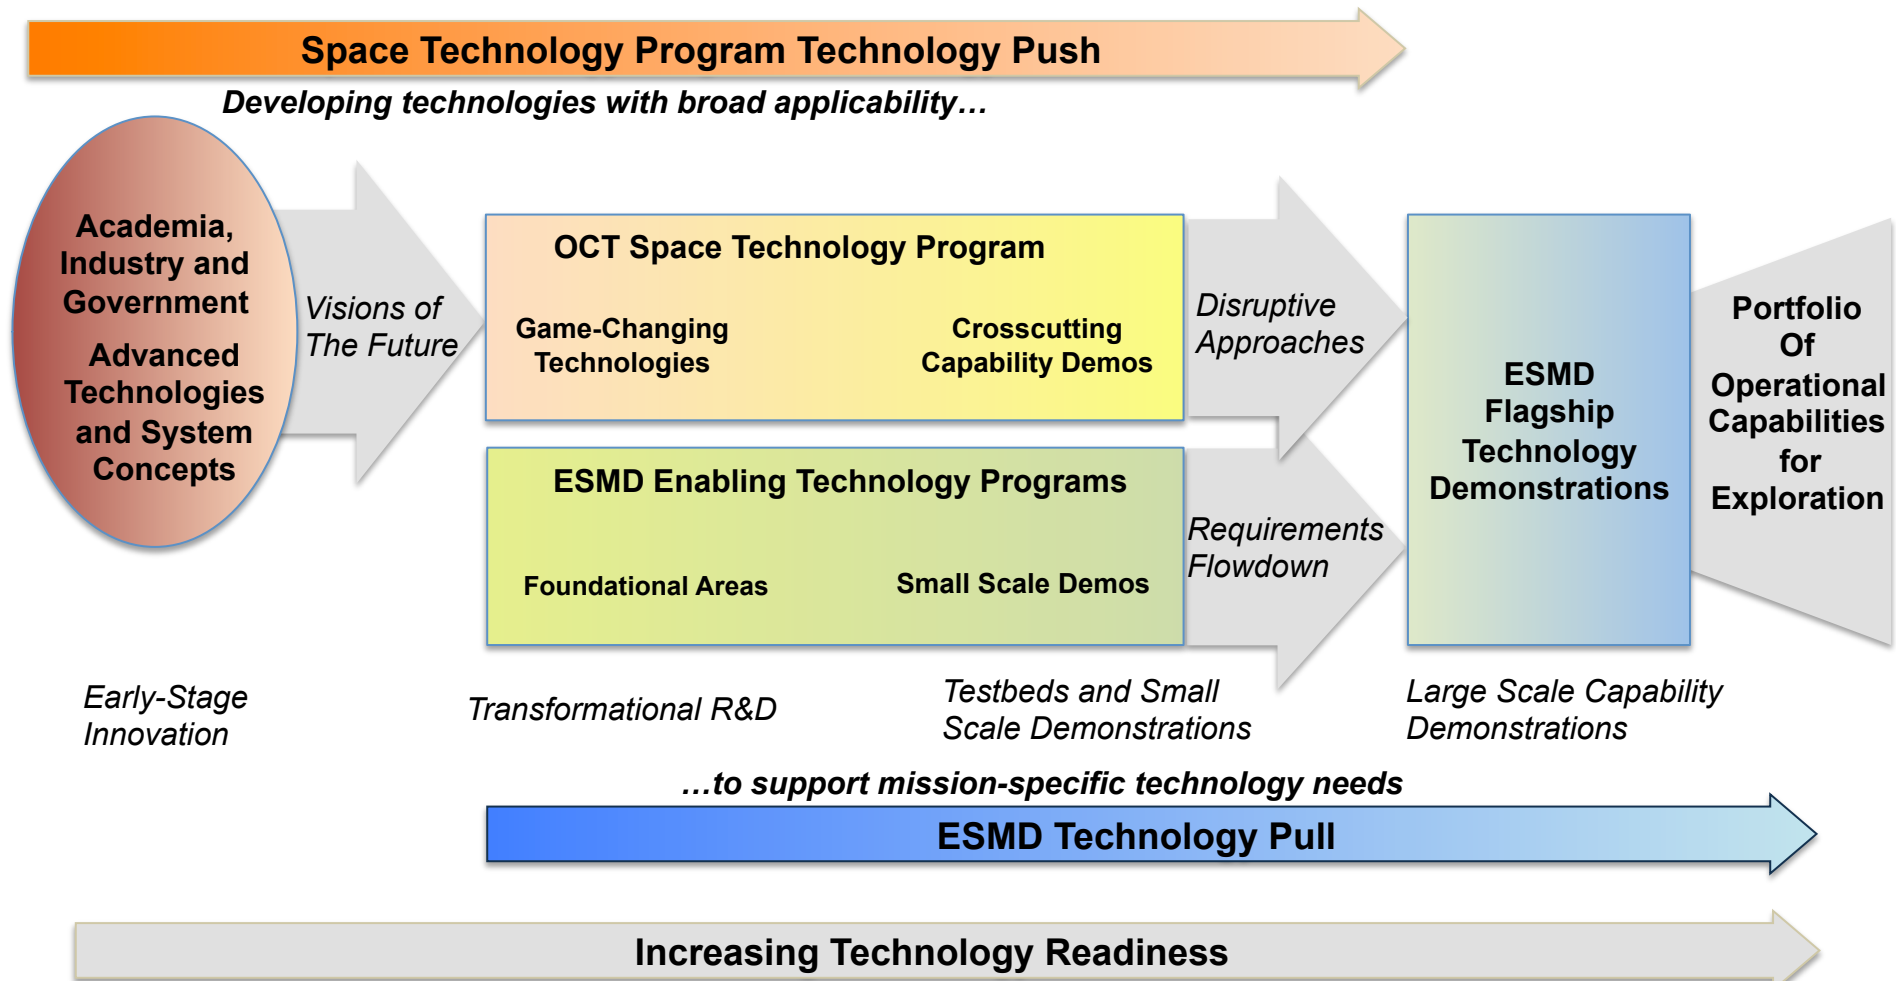 Space Technology Program Technology Push
Developing technologies with broad applicability…
Academia,
Industry and
Government
Advanced
Technologies
and System
Concepts
Visions of
The Future
OCT Space Technology Program
Game-Changing
Technologies
Crosscutting
Capability Demos
Disruptive
Approaches
ESMD Enabling Technology Programs
Foundational Areas
Small Scale Demos
Requirements
Flowdown
ESMD
Flagship
Technology
Demonstrations
Portfolio
Of
Operational
Capabilities
for
Exploration
Early-Stage
Innovation
Transformational R&D
Testbeds and Small
Scale Demonstrations
Large Scale Capability
Demonstrations
…to support mission-specific technology needs
ESMD Technology Pull
Increasing Technology Readiness